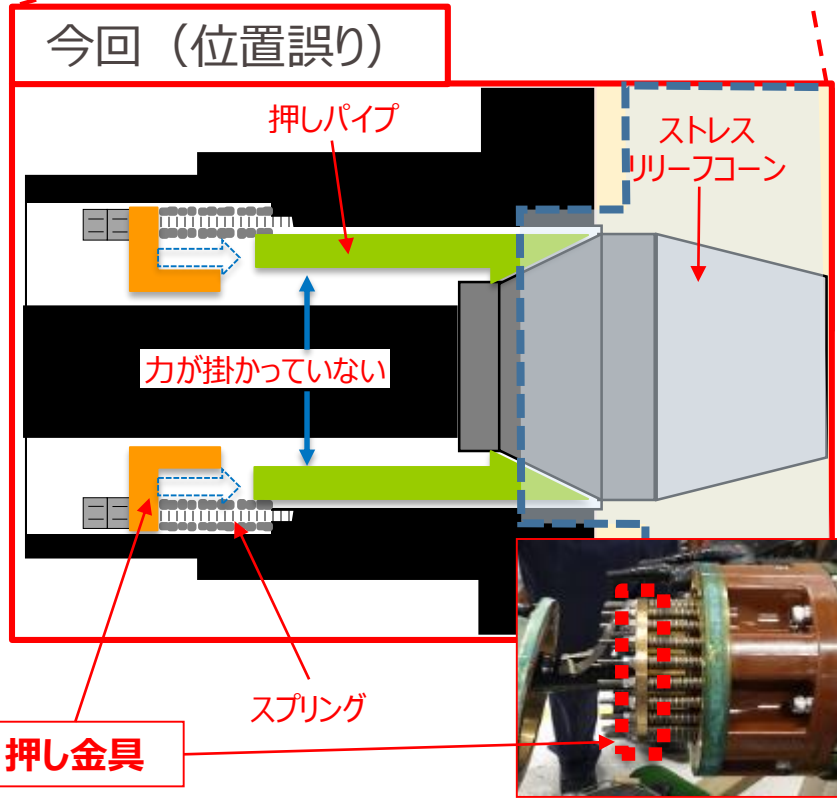 今回（位置誤り）
押しパイプ
ストレス
リリーフコーン
力が掛かっていない
スプリング
押し金具